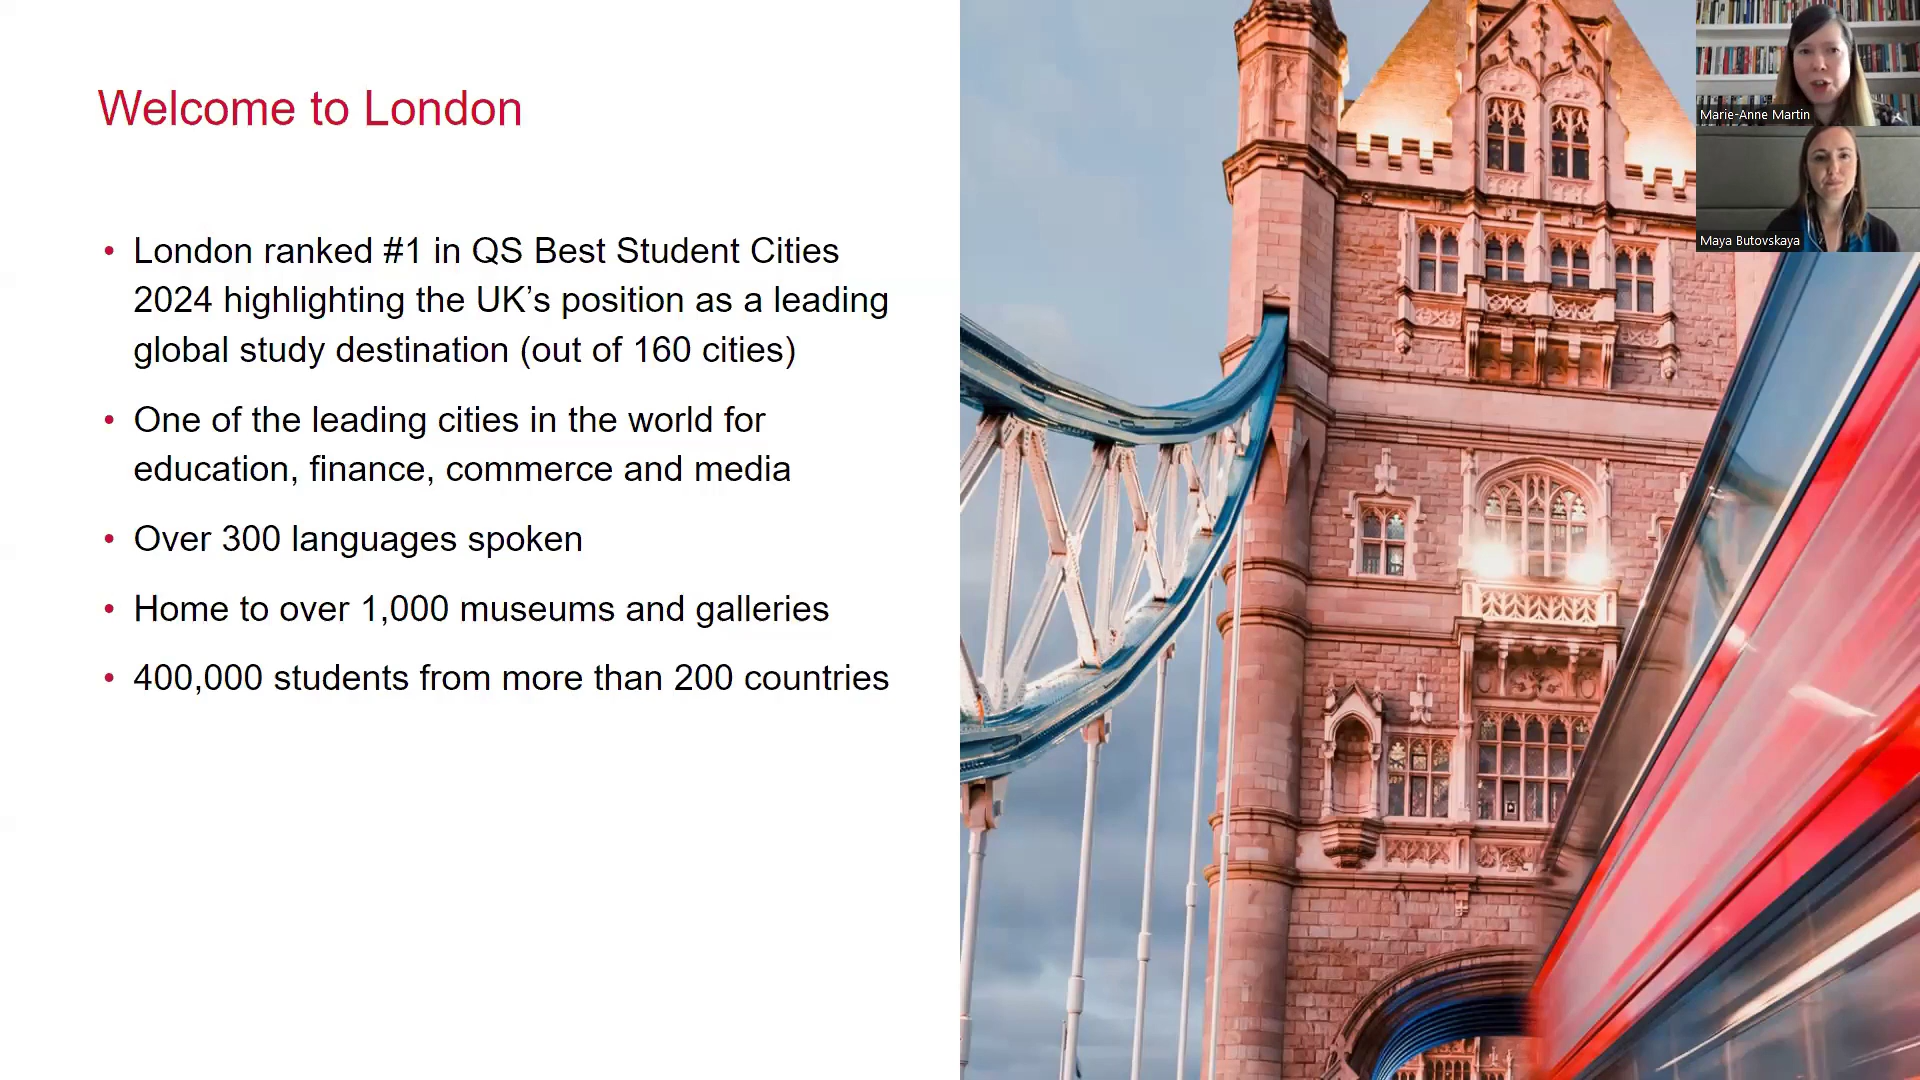 Welcome to London
• London ranked #1 in QS Best Student Cities
2024 highlighting the UK’s position as a leading
global study destination (out of 160 cities)
• One of the leading cities in the world for
education, finance, commerce and media
• Over 300 languages spoken
• Home to over 1,000 museums and galleries
• 400,000 students from more than 200 countries
Marie-Anne Martin
Maya Butovskaya